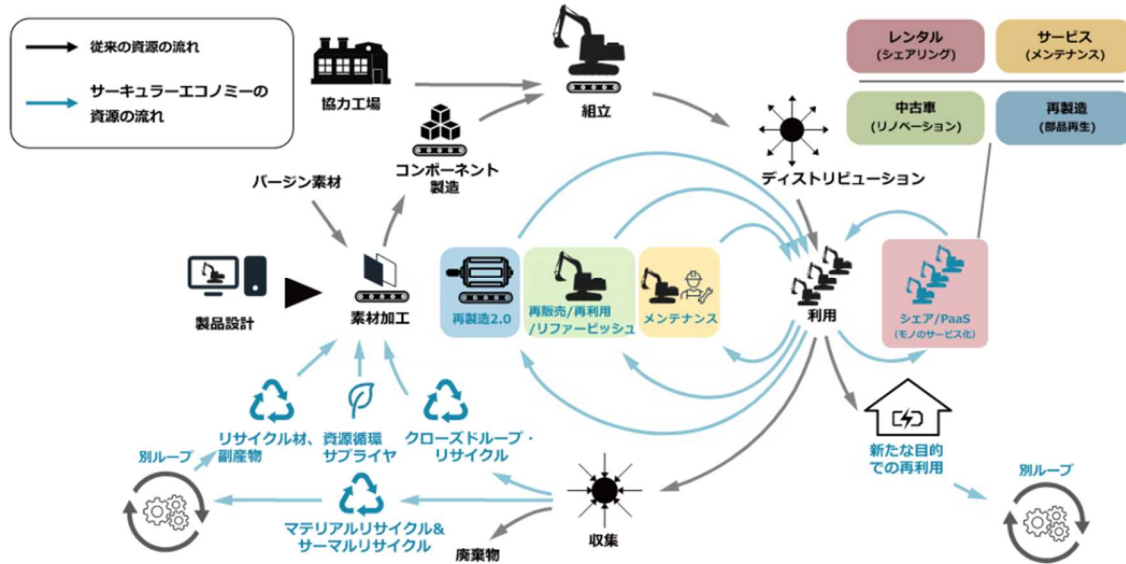 従来の資源の流れ
サーキュラーエコノミーの
資源の流れ
協力工場
組立
レンタル
(シェアリング)
サービス
(メンテナンス)
中古車
(リノベーション)
再製造
(部品再生)
コンポーネント
製造
バージン素材
ディストリビューション
製品設計
素材加工
再製造2.0
再販売/再利用
/リファービッシュ
メンテナンス
利用
シェア/PaaS
(モノのサービス化)
リサイクル材、
副産物
資源循環
サプライヤ
クローズドループ・
リサイクル
新たな目的
での再利用
別ループ
別ループ
マテリアルリサイクル&
サーマルリサイクル
廃棄物
収集